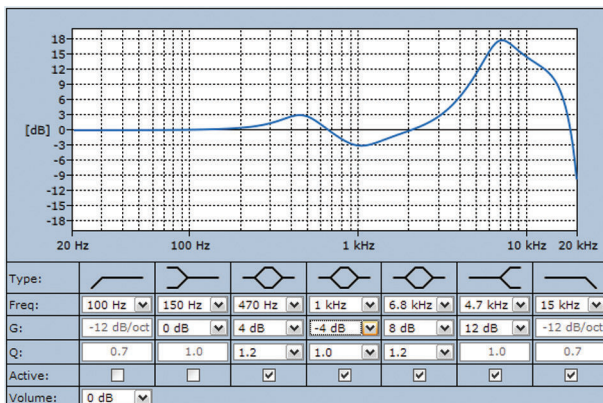 18
15
12
9
6
3
[dB] 0
-3
-6
-9
-12
-15
-18
20 Hz 100 Hz 1 kHz 10 kHz 20 kHz
Type:
Freq: 100 Hz 150 Hz 470 Hz 1 kHz 6.8 kHz 4.7 kHz 15 kHz
G: -12 dB/oct 0 dB 4 dB -4 dB 8 dB 12 dB -12 dB/oct
Q: 0.7 1.0 1.2 1.0 1.2 1.0 0.7
Active:
Volume: 0 dB